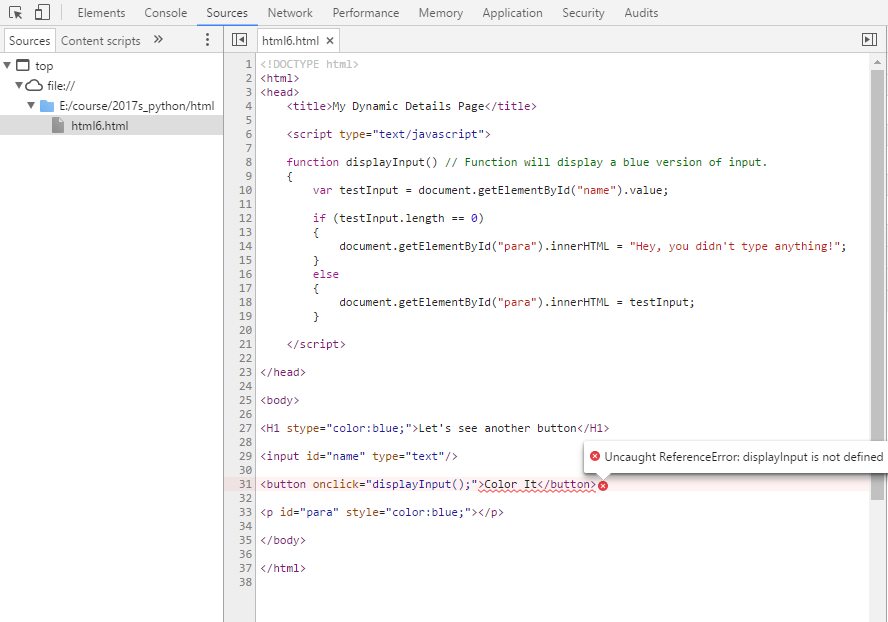 Elements Console Sources Network Performance Memory Application Security Audits
Sources Content scripts » html6.html ×
top
file://
E:/course/2017s_python/html
html6.html
1 <!DOCTYPE html>
2 <html>
3 <head>
4 <title>My Dynamic Details Page</title>
5
6 <script type="text/javascript">
7
8 function displayInput() // Function will display a blue version of input.
9 {
10 var testInput = document.getElementById("name").value;
11
12 if (testInput.length == 0)
13 {
14 document.getElementById("para").innerHTML = "Hey, you didn't type anything!";
15 }
16 else
17 {
18 document.getElementById("para").innerHTML = testInput;
19 }
20
21 </script>
22
23 </head>
24
25 <body>
26
27 <H1 stype="color:blue;">Let's see another button</H1>
28
29 <input id="name" type="text"/>
Uncaught ReferenceError: displayInput is not defined
30
31 <button onclick="displayInput();">Color It</button>
32
33 <p id="para" style="color:blue;"></p>
34
35 </body>
36
37 </html>
38